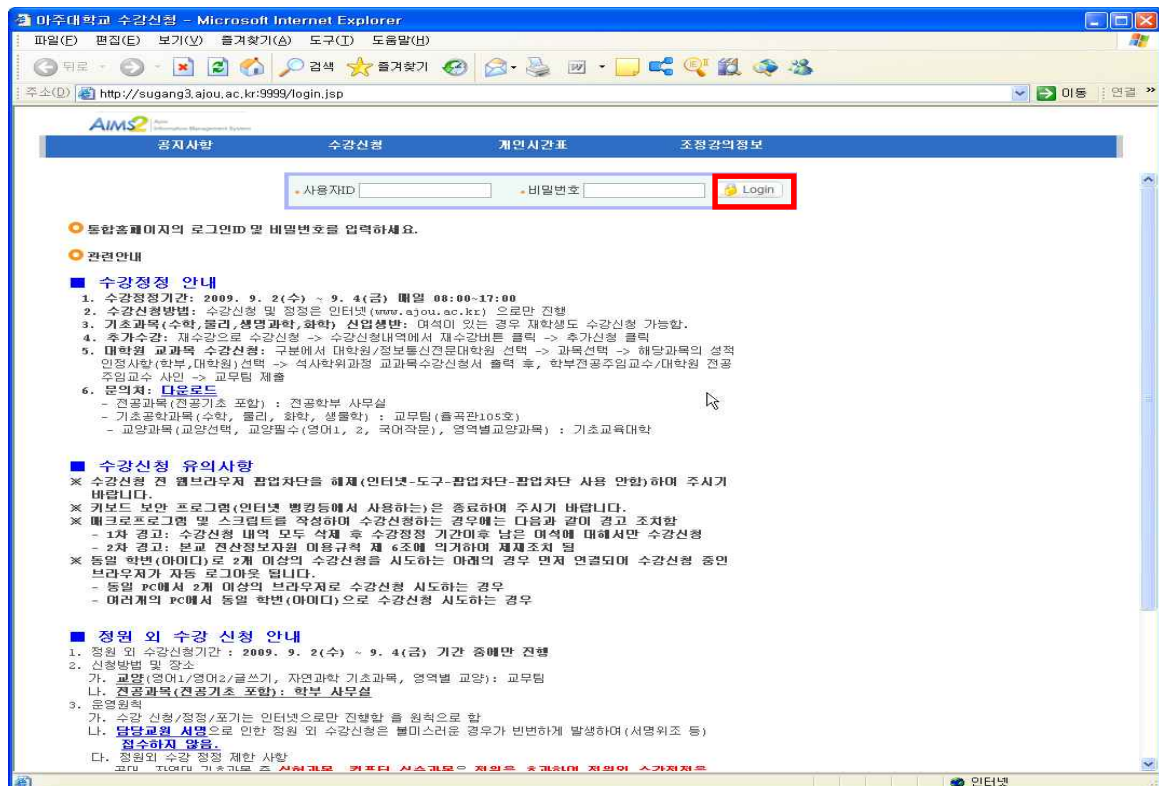 아주대학교 수강신청 - Microsoft Internet Explorer
파일(F) 편집(E) 보기(V) 즐겨찾기(A) 도구(T) 도움말(H)
뒤로 검색 즐겨찾기
주소(D) http://sugang3.ajou.ac.kr:9999/login.jsp 이동 연결 »
AIMS2
공지사항 수강신청 개인시간표 조정강의정보
사용자ID 비밀번호 Login
통합홈페이지의 로그인ID 및 비밀번호를 입력하세요.
관련안내
■ 수강정정 안내
1. 수강정정기간: 2009. 9. 2(수) ~ 9. 4(금) 매일 08:00~17:00
2. 수강신청방법: 수강신청 및 정정은 인터넷(www.ajou.ac.kr) 으로만 진행
3. 기초과목(수학,물리,생명과학,화학) 신입생반: 여석이 있는 경우 재학생도 수강신청 가능함.
4. 추가수강: 재수강으로 수강신청 -> 수강신청내역에서 재수강버튼 클릭 -> 추가신청 클릭
5. 대학원 교과목 수강신청: 구분에서 대학원/정보통신전문대학원 선택 -> 과목선택 -> 해당과목의 성적
인정사항(학부,대학원)선택 -> 석사학위과정 교과목수강신청서 출력 후, 학부전공주임교수/대학원 전공
주임교수 사인 -> 교무팀 제출
6. 문의처: 다운로드
- 전공과목(전공기초 포함) : 전공학부 사무실
- 기초공학과목(수학, 물리, 화학, 생물학) : 교무팀(율곡관105호)
- 교양과목(교양선택, 교양필수(영어1, 2, 국어작문), 영역별교양과목) : 기초교육대학
■ 수강신청 유의사항
※ 수강신청 전 웹브라우저 팝업차단을 해제(인터넷-도구-팝업차단-팝업차단 사용 안함)하여 주시기
바랍니다.
※ 키보드 보안 프로그램(인터넷 뱅킹등에서 사용하는)은 종료하여 주시기 바랍니다.
※ 매크로프로그램 및 스크립트를 작성하여 수강신청하는 경우에는 다음과 같이 경고 조치함
- 1차 경고: 수강신청 내역 모두 삭제 후 수강정정 기간이후 남은 여석에 대해서만 수강신청
- 2차 경고: 본교 전산정보자원 이용규칙 제 6조에 의거하여 제재조치 됨
※ 동일 학번(아이디)로 2개 이상의 수강신청을 시도하는 아래의 경우 먼저 연결되어 수강신청 중인
브라우저가 자동 로그아웃 됩니다.
- 동일 PC에서 2개 이상의 브라우저로 수강신청 시도하는 경우
- 여러개의 PC에서 동일 학번(아이디)으로 수강신청 시도하는 경우
■ 정원 외 수강 신청 안내
1. 정원 외 수강신청기간 : 2009. 9. 2(수) ~ 9. 4(금) 기간 중에만 진행
2. 신청방법 및 장소
가. 교양(영어1/영어2/글쓰기, 자연과학 기초과목, 영역별 교양): 교무팀
나. 전공과목(전공기초 포함): 학부 사무실
3. 운영원칙
가. 수강 신청/정정/포기는 인터넷으로만 진행함 을 원칙으로 함
나. 담당교원 서명으로 인한 정원 외 수강신청은 불미스러운 경우가 빈번하게 발생하여(서명위조 등)
접수하지 않음.
다. 정원외 수강 정정 제한 사항
공대, 자연대 기초과목 중 실험과목, 컴퓨터 실습과목은 정원을 초과하여 정원외 수강정정을
인터넷